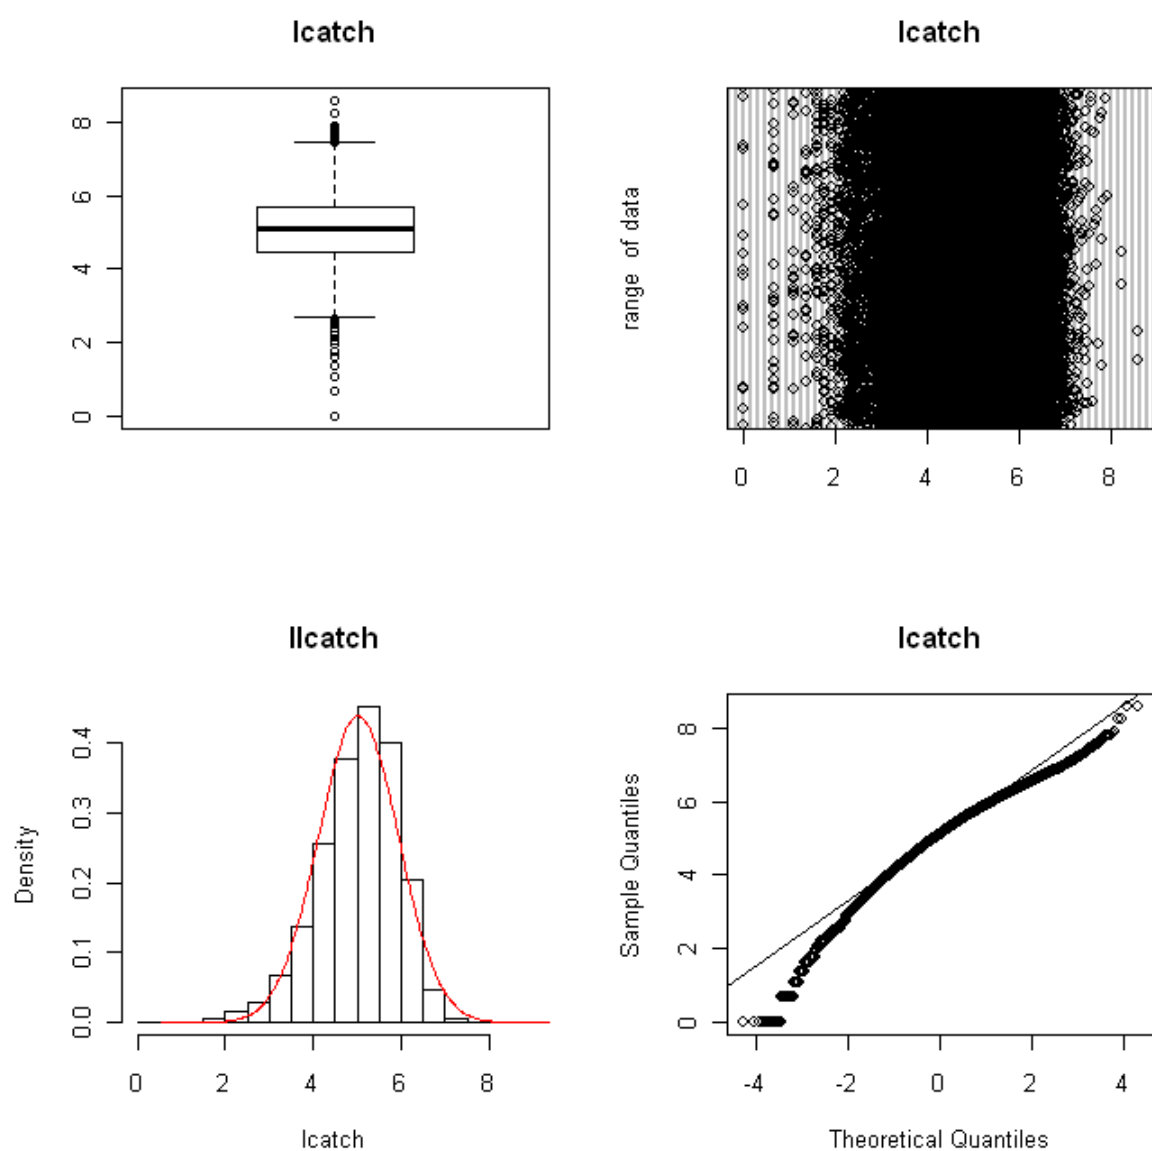 lcatch
8
6
4
2
0
lcatch
range of data
0 2 4 6 8
llcatch
Density
0.4
0.3
0.2
0.1
0.0
0 2 4 6 8
lcatch
lcatch
Sample Quantiles
8
6
4
2
0
-4 -2 0 2 4
Theoretical Quantiles